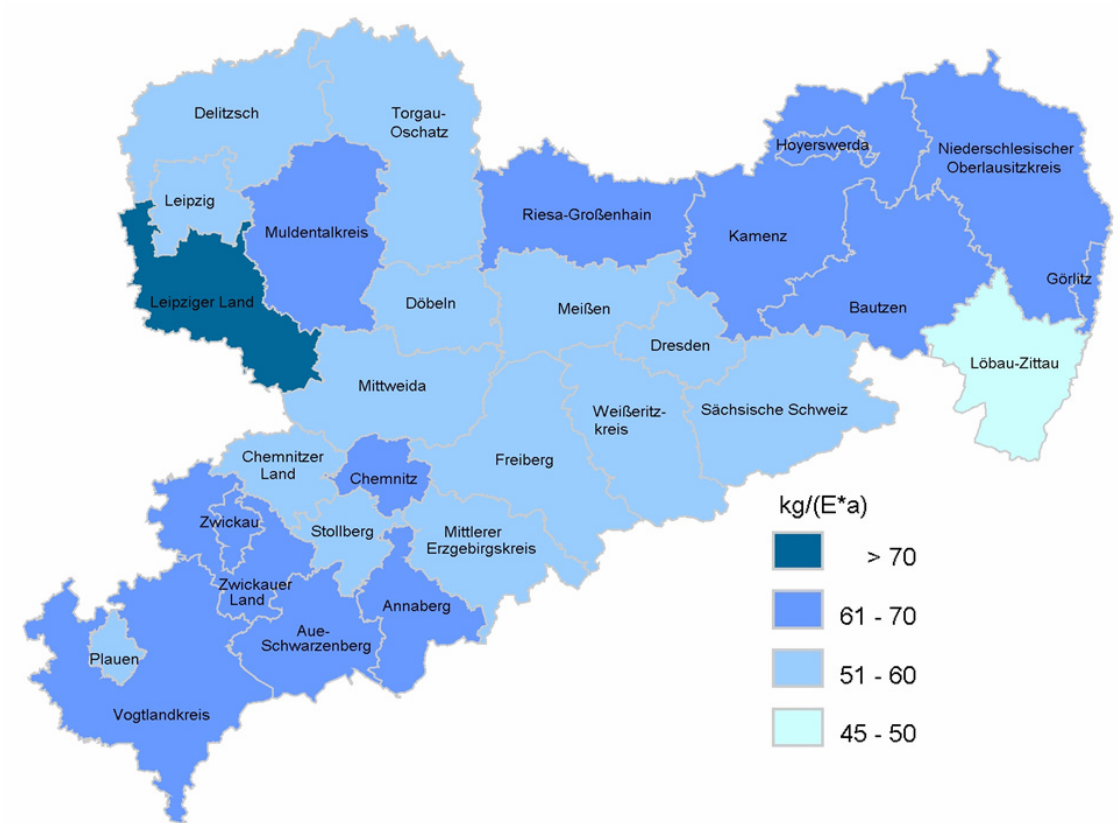 Delitzsch
Torgau-
Oschatz
Leipzig
Muldentalkreis
Leipziger Land
Döbeln
Riesa-Großenhain
Meißen
Dresden
Kamenz
Hoyerswerda
Niederschlesischer
Oberlausitzkreis
Bautzen
Görlitz
Löbau-Zittau
Mittweida
Weißeritz-
kreis
Sächsische Schweiz
Freiberg
Chemnitzer
Land
Chemnitz
Stollberg
Mittlerer
Erzgebirgskreis
Zwickau
Zwickauer
Land
Annaberg
Aue-
Schwarzenberg
Plauen
Vogtlandkreis
kg/(E*a)
> 70
61 - 70
51 - 60
45 - 50